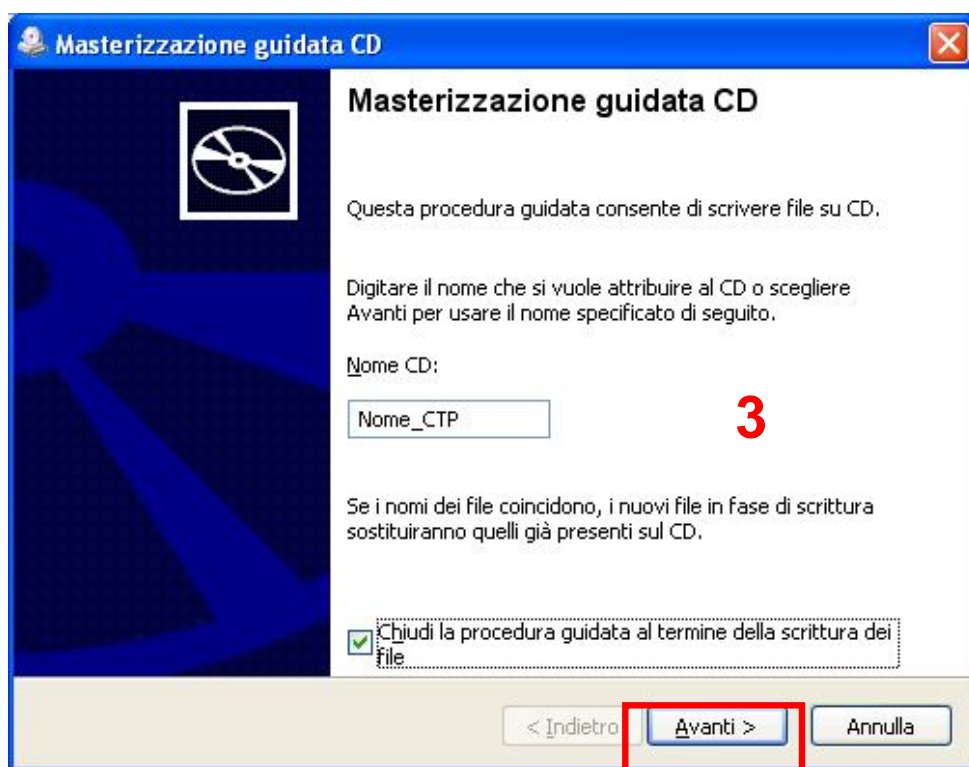 Masterizzazione guidata CD
Masterizzazione guidata CD
Questa procedura guidata consente di scrivere file su CD.
Digitare il nome che si vuole attribuire al CD o scegliere
Avanti per usare il nome specificato di seguito.
Nome CD:
Nome_CTP
3
Se i nomi dei file coincidono, i nuovi file in fase di scrittura
sostituiranno quelli già presenti sul CD.
Chiudi la procedura guidata al termine della scrittura dei
file
< Indietro Avanti > Annulla